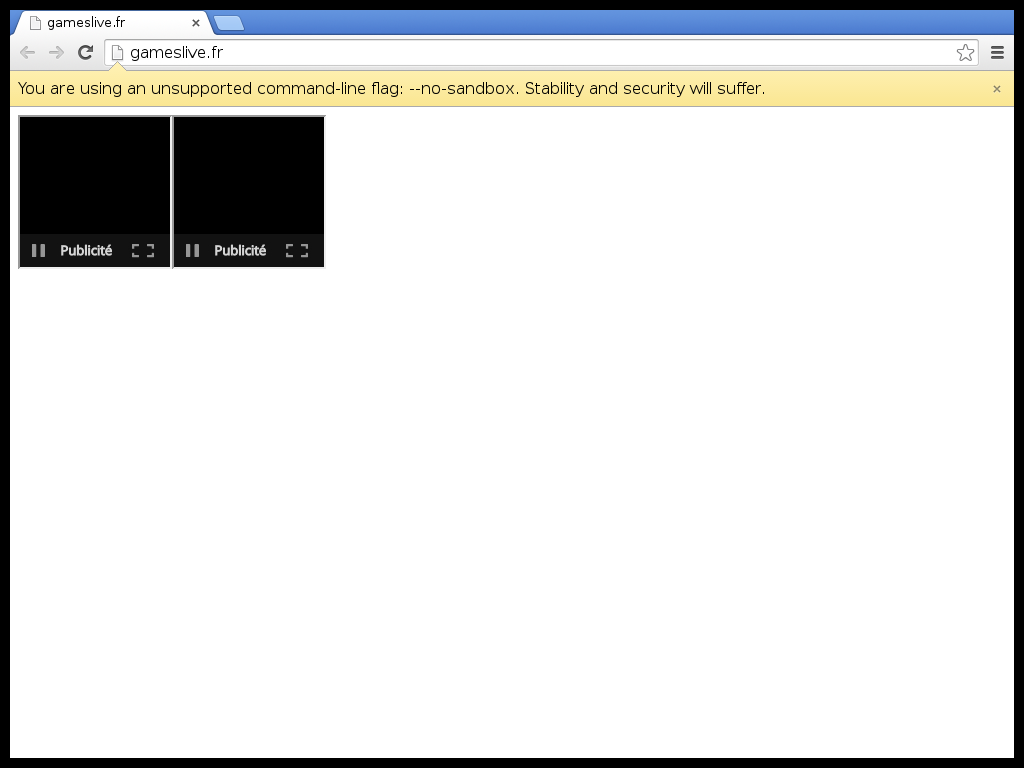 gameslive.fr
gameslive.fr
You are using an unsupported command-line flag: --no-sandbox. Stability and security will suffer.
Publicité
Publicité